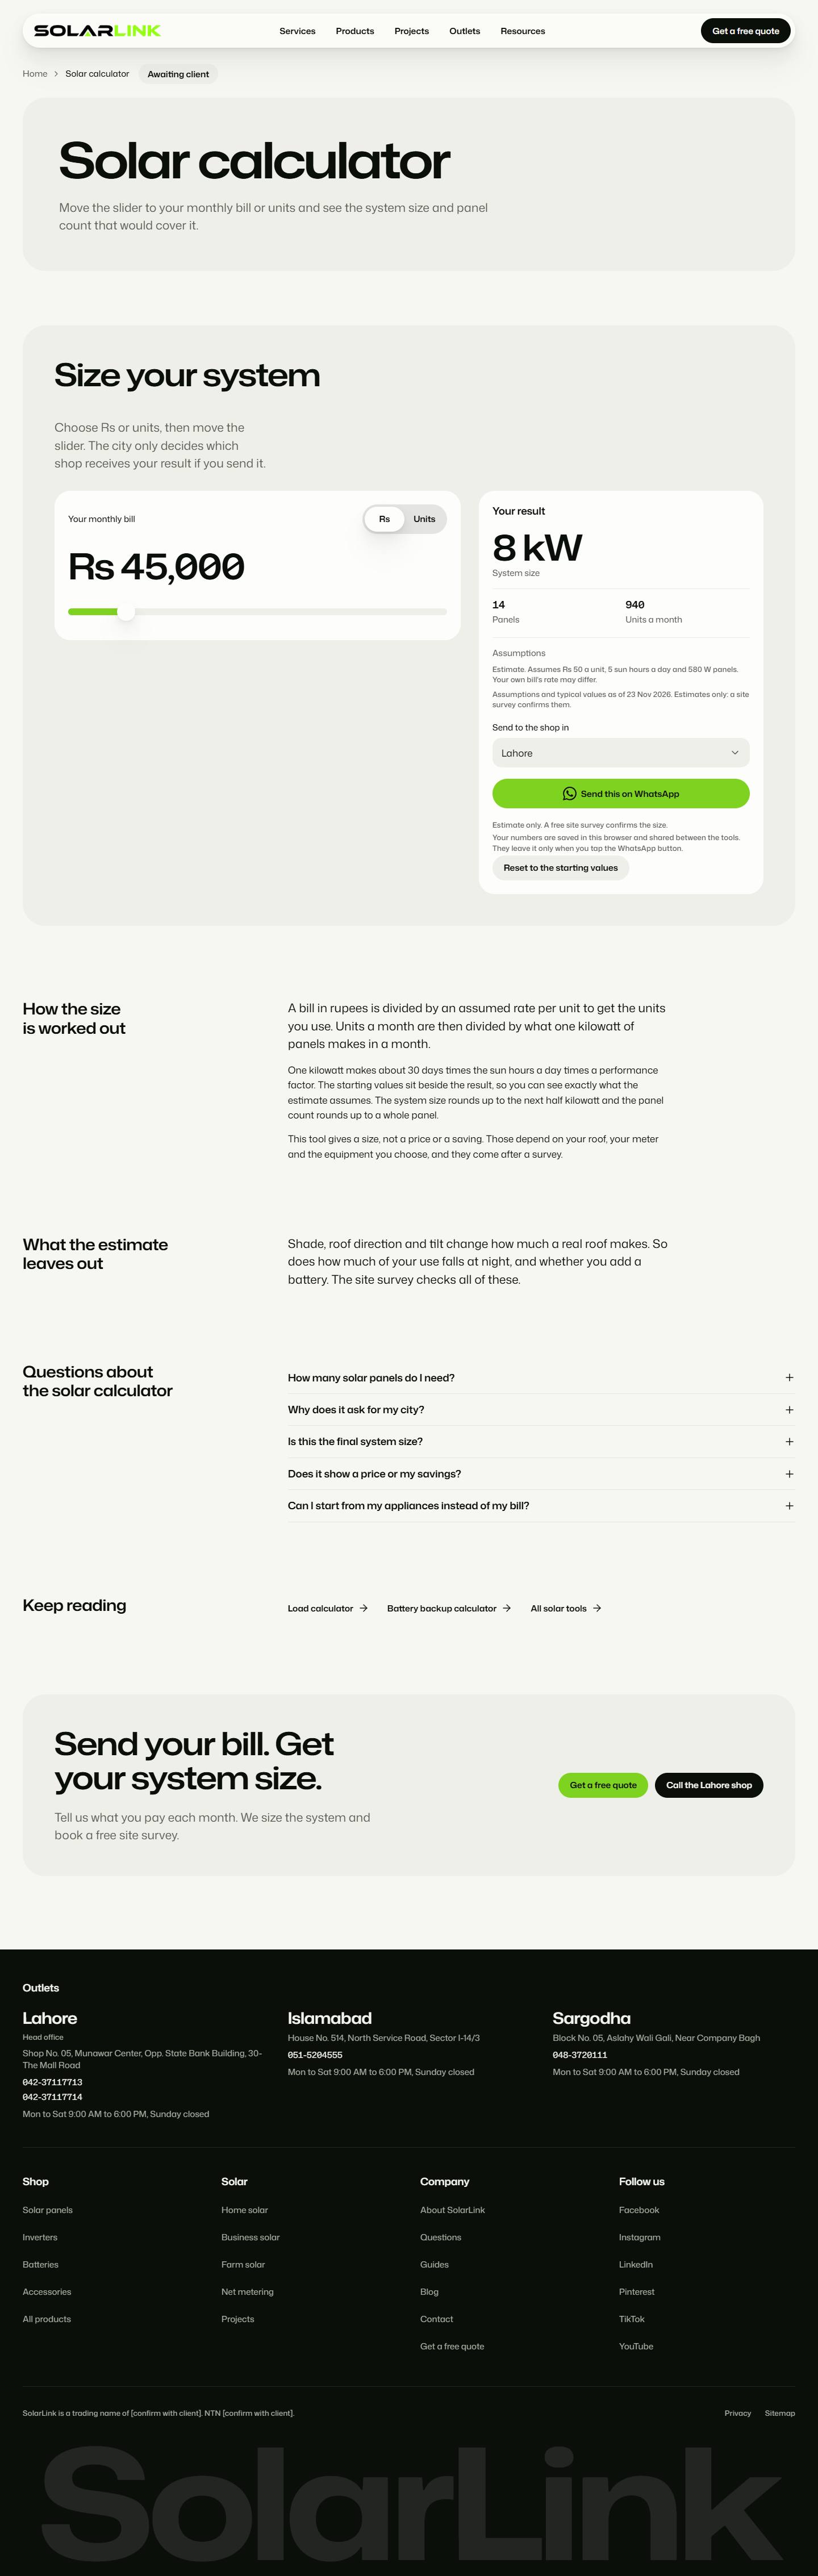 SOLARLINK
Services
Products
Projects
Outlets
Resources
Get a free quote
Home
Solar calculator
Awaiting client
Solar calculator
Move the slider to your monthly bill or units and see the system size and panel
count that would cover it.
Size your system
Choose Rs or units, then move the
slider. The city only decides which
shop receives your result if you send it.
Your monthly bill
Rs
Units
Rs 45,000
Your result
8 kW
System size
14
Panels
940
Units a month
Assumptions
Estimate. Assumes Rs 50 a unit, 5 sun hours a day and 580 W panels.
Your own bill's rate may differ.
Assumptions and typical values as of 23 Nov 2026. Estimates only: a site
survey confirms them.
Send to the shop in
Lahore
Send this on WhatsApp
Estimate only. A free site survey confirms the size.
Your numbers are saved in this browser and shared between the tools.
They leave it only when you tap the WhatsApp button.
Reset to the starting values
How the size
is worked out
A bill in rupees is divided by an assumed rate per unit to get the units
you use. Units a month are then divided by what one kilowatt of
panels makes in a month.
One kilowatt makes about 30 days times the sun hours a day times a performance
factor. The starting values sit beside the result, so you can see exactly what the
estimate assumes. The system size rounds up to the next half kilowatt and the panel
count rounds up to a whole panel.
This tool gives a size, not a price or a saving. Those depend on your roof, your meter
and the equipment you choose, and they come after a survey.
What the estimate
leaves out
Shade, roof direction and tilt change how much a real roof makes. So
does how much of your use falls at night, and whether you add a
battery. The site survey checks all of these.
Questions about
the solar calculator
How many solar panels do I need?
Why does it ask for my city?
Is this the final system size?
Does it show a price or my savings?
Can I start from my appliances instead of my bill?
Keep reading
Load calculator
Battery backup calculator
All solar tools
Send your bill. Get
your system size.
Tell us what you pay each month. We size the system and
book a free site survey.
Get a free quote
Call the Lahore shop
Outlets
Lahore
Head office
Shop No. 05, Munawar Center, Opp. State Bank Building, 30-
The Mall Road
042-37117713
042-37117714
Mon to Sat 9:00 AM to 6:00 PM, Sunday closed
Islamabad
House No. 514, North Service Road, Sector I-14/3
051-5204555
Mon to Sat 9:00 AM to 6:00 PM, Sunday closed
Sargodha
Block No. 05, Aslahy Wali Gali, Near Company Bagh
048-3720111
Mon to Sat 9:00 AM to 6:00 PM, Sunday closed
Shop
Solar panels
Inverters
Batteries
Accessories
All products
Solar
Home solar
Business solar
Farm solar
Net metering
Projects
Company
About SolarLink
Questions
Guides
Blog
Contact
Get a free quote
Follow us
Facebook
Instagram
LinkedIn
Pinterest
TikTok
YouTube
SolarLink is a trading name of [confirm with client]. NTN [confirm with client].
Privacy
Sitemap
SolarLink